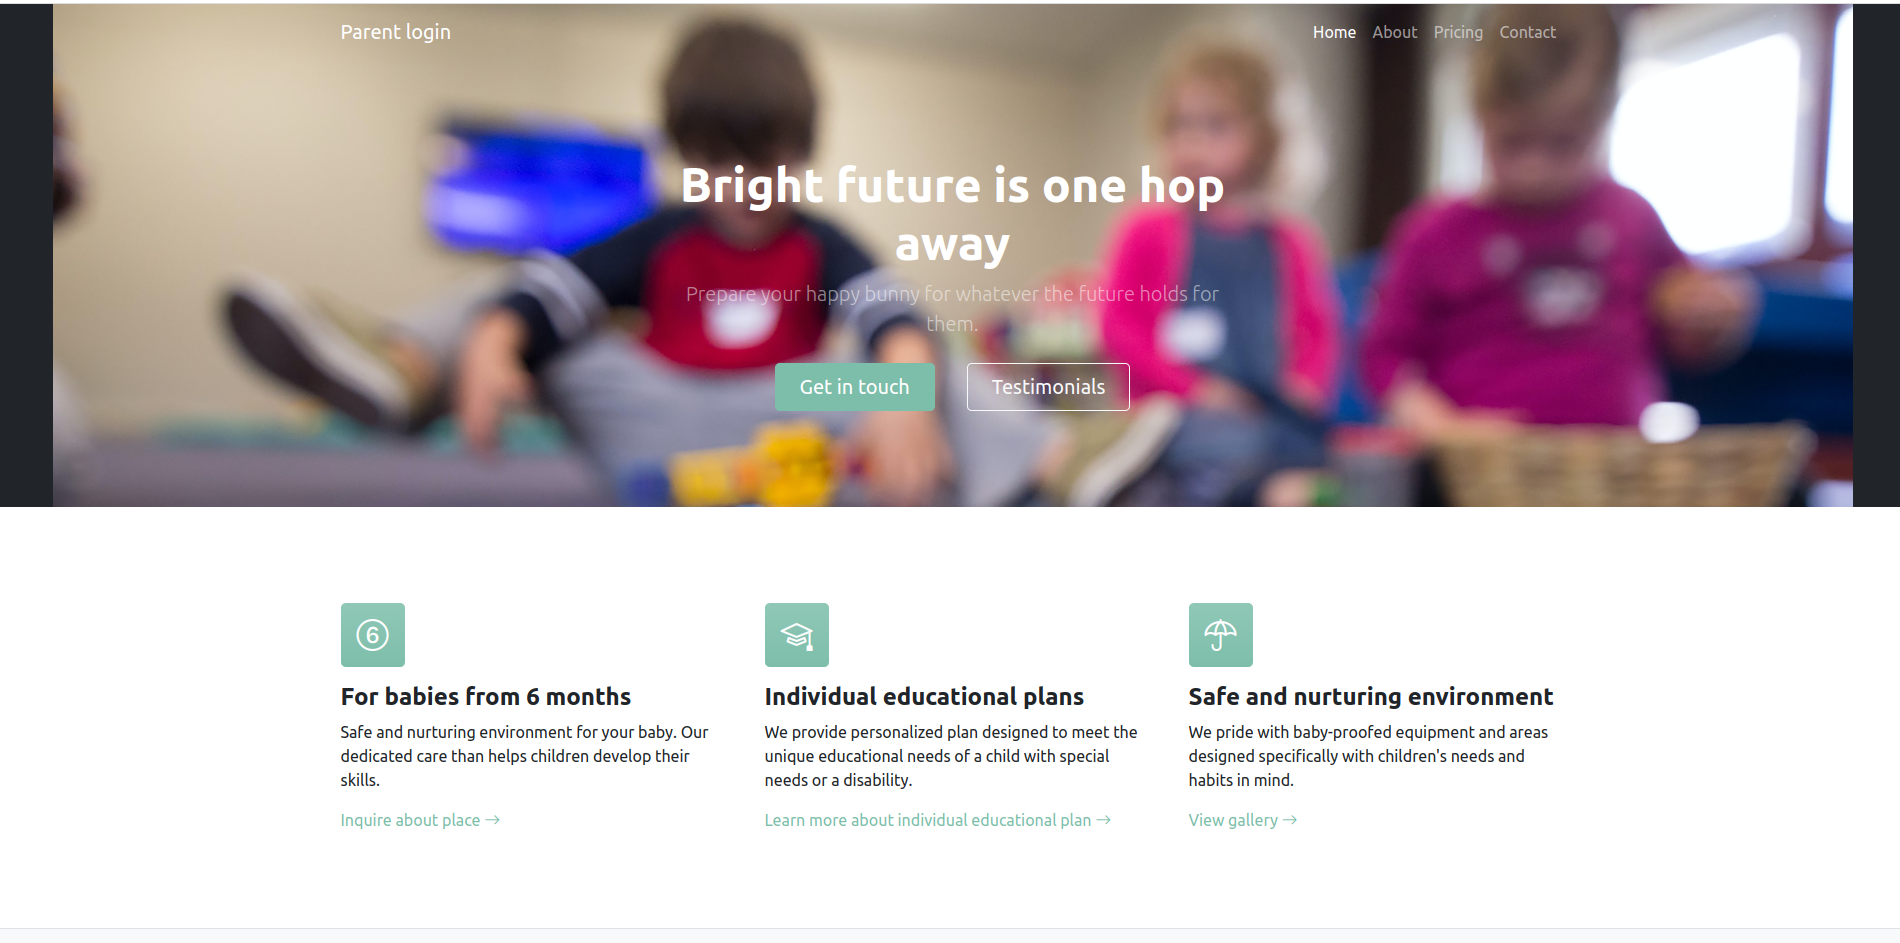 Parent login
Home About Pricing Contact
Bright future is one hop
away
Prepare your happy bunny for whatever the future holds for
them.
Get in touch
Testimonials
6
For babies from 6 months
Safe and nurturing environment for your baby. Our
dedicated care than helps children develop their
skills.
Inquire about place →
Individual educational plans
We provide personalized plan designed to meet the
unique educational needs of a child with special
needs or a disability.
Learn more about individual educational plan →
Safe and nurturing environment
We pride with baby-proofed equipment and areas
designed specifically with children's needs and
habits in mind.
View gallery →